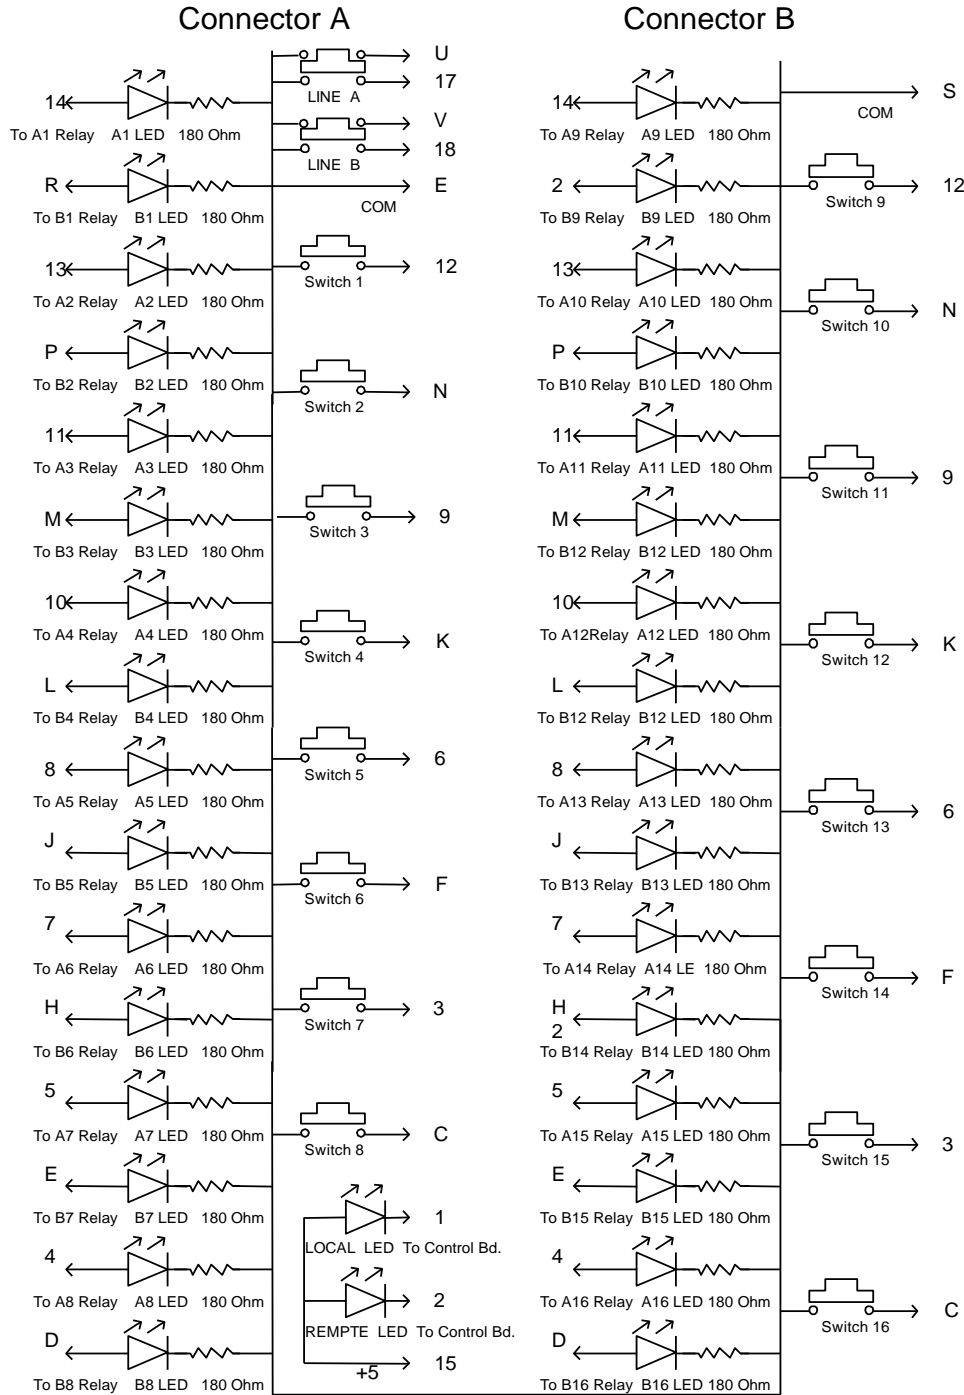 Connector A
Connector B
U
17
LINE A
14
To A1 Relay A1 LED 180 Ohm
V
18
LINE B
R
To B1 Relay B1 LED 180 Ohm
E
COM
13
To A2 Relay A2 LED 180 Ohm
12
Switch 1
P
To B2 Relay B2 LED 180 Ohm
N
Switch 2
11
To A3 Relay A3 LED 180 Ohm
M
To B3 Relay B3 LED 180 Ohm
9
Switch 3
10
To A4 Relay A4 LED 180 Ohm
K
Switch 4
L
To B4 Relay B4 LED 180 Ohm
8
To A5 Relay A5 LED 180 Ohm
6
Switch 5
J
To B5 Relay B5 LED 180 Ohm
F
Switch 6
7
To A6 Relay A6 LED 180 Ohm
H
To B6 Relay B6 LED 180 Ohm
3
Switch 7
5
To A7 Relay A7 LED 180 Ohm
C
Switch 8
E
To B7 Relay B7 LED 180 Ohm
1
LOCAL LED To Control Bd.
4
To A8 Relay A8 LED 180 Ohm
2
REMPTE LED To Control Bd.
D
To B8 Relay B8 LED 180 Ohm
15
+5
14
To A9 Relay A9 LED 180 Ohm
S
COM
2
To B9 Relay B9 LED 180 Ohm
12
Switch 9
13
To A10 Relay A10 LED 180 Ohm
N
Switch 10
P
To B10 Relay B10 LED 180 Ohm
11
To A11 Relay A11 LED 180 Ohm
9
Switch 11
M
To B12 Relay B12 LED 180 Ohm
10
To A12Relay A12 LED 180 Ohm
K
Switch 12
L
To B12 Relay B12 LED 180 Ohm
8
To A13 Relay A13 LED 180 Ohm
6
Switch 13
J
To B13 Relay B13 LED 180 Ohm
7
To A14 Relay A14 LE 180 Ohm
F
Switch 14
H
2
To B14 Relay B14 LED 180 Ohm
5
To A15 Relay A15 LED 180 Ohm
3
Switch 15
E
To B15 Relay B15 LED 180 Ohm
4
To A16 Relay A16 LED 180 Ohm
C
Switch 16
D
To B16 Relay B16 LED 180 Ohm